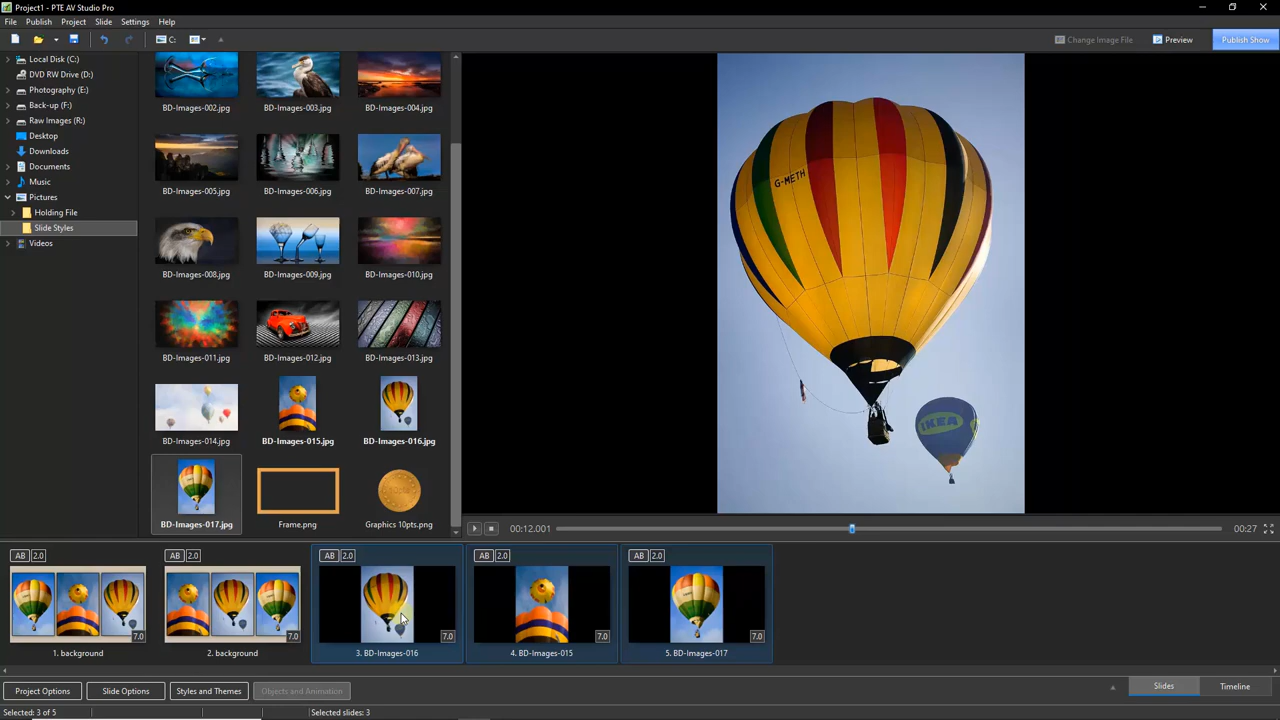 Project1 - PTE AV Studio Pro
File Publish Project Slide Settings Help
C: Change Image File Preview Publish Show
Local Disk (C:)
DVD RW Drive (D:)
Photography (E:)
Back-up (F:)
Raw Images (R:)
Desktop
Downloads
Documents
Music
Pictures
Holding File
Slide Styles
Videos
BD-Images-002.jpg BD-Images-003.jpg BD-Images-004.jpg
BD-Images-005.jpg BD-Images-006.jpg BD-Images-007.jpg
BD-Images-008.jpg BD-Images-009.jpg BD-Images-010.jpg
BD-Images-011.jpg BD-Images-012.jpg BD-Images-013.jpg
BD-Images-014.jpg BD-Images-015.jpg BD-Images-016.jpg
BD-Images-017.jpg Frame.png Graphics 10pts.png
G-METH
IKEA
00:12.001 00:27
AB 2.0 AB 2.0 AB 2.0 AB 2.0 AB 2.0
7.0 7.0 7.0 7.0 7.0
1. background 2. background 3. BD-Images-016 4. BD-Images-015 5. BD-Images-017
Project Options Slide Options Styles and Themes Objects and Animation Slides Timeline
Selected: 3 of 5 Selected slides: 3